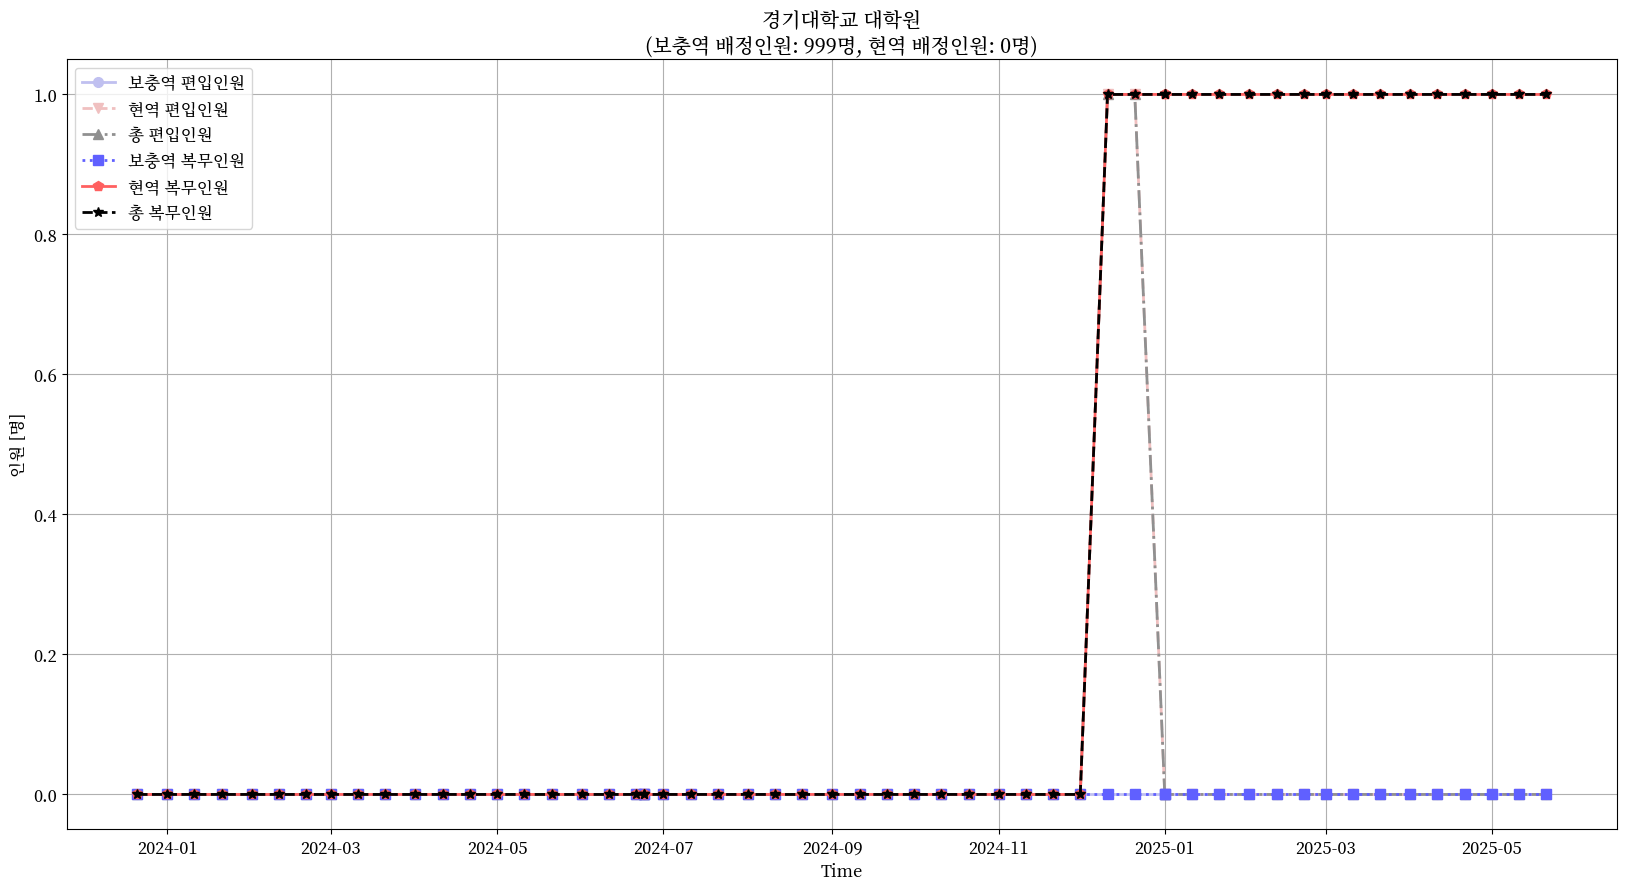 경기대학교 대학원
(보충역 배정인원: 999명, 현역 배정인원: 0명)
보충역 편입인원
현역 편입인원
총 편입인원
보충역 복무인원
현역 복무인원
총 복무인원
1.0
0.8
0.6
0.4
0.2
0.0
인원 [명]
2024-01
2024-03
2024-05
2024-07
2024-09
2024-11
2025-01
2025-03
2025-05
Time